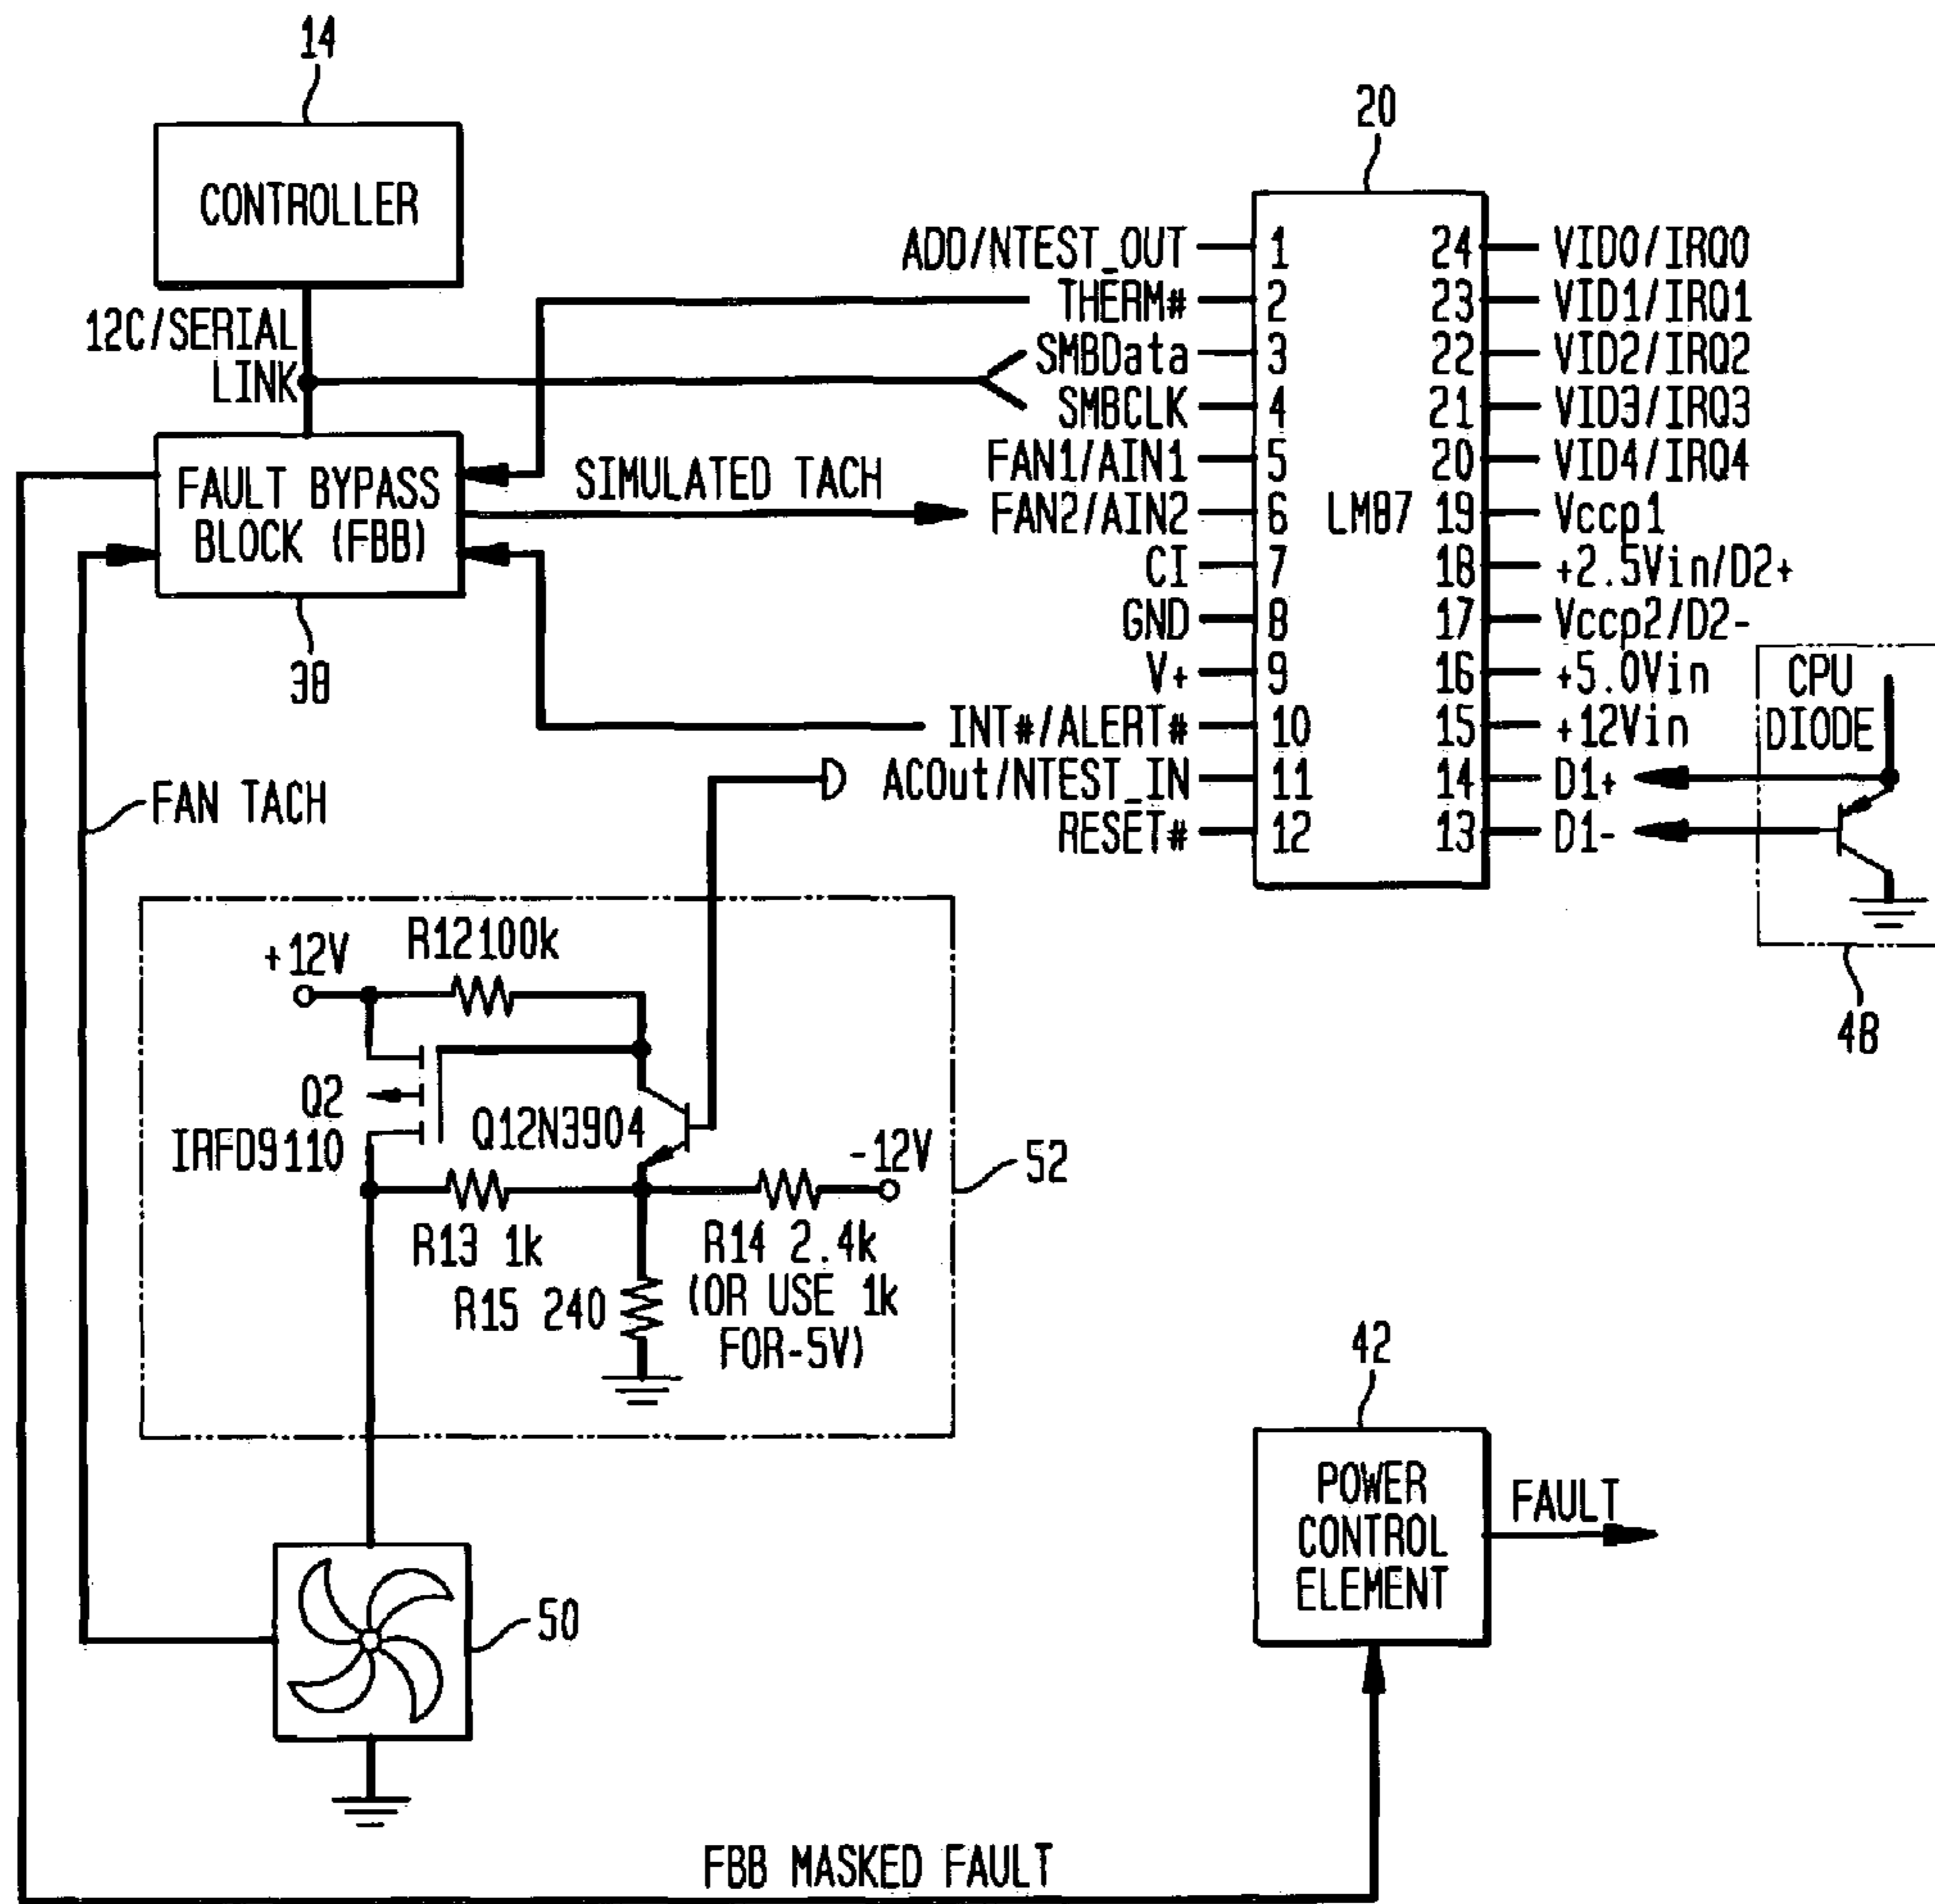 14
CONTROLLER
12C/SERIAL
LINK
FAULT BYPASS
BLOCK (FBB)
38
SIMULATED TACH
20
LM87
ADD/NTEST_OUT 1
THERM# 2
SMBData 3
SMBCLK 4
FAN1/AIN1 5
FAN2/AIN2 6
CI 7
GND 8
V+ 9
INT#/ALERT# 10
ACOut/NTEST_IN 11
RESET# 12
24 VID0/IRQ0
23 VID1/IRQ1
22 VID2/IRQ2
21 VID3/IRQ3
20 VID4/IRQ4
19 Vccp1
18 +2.5Vin/D2+
17 Vccp2/D2-
16 +5.0Vin
15 +12Vin
14 D1+
13 D1-
CPU
DIODE
48
FAN TACH
+12V
R12100k
Q2
IRFD9110
Q12N3904
-12V
52
R13 1k
R14 2.4k
(OR USE 1k
FOR-5V)
R15 240
50
42
POWER
CONTROL
ELEMENT
FAULT
FBB MASKED FAULT